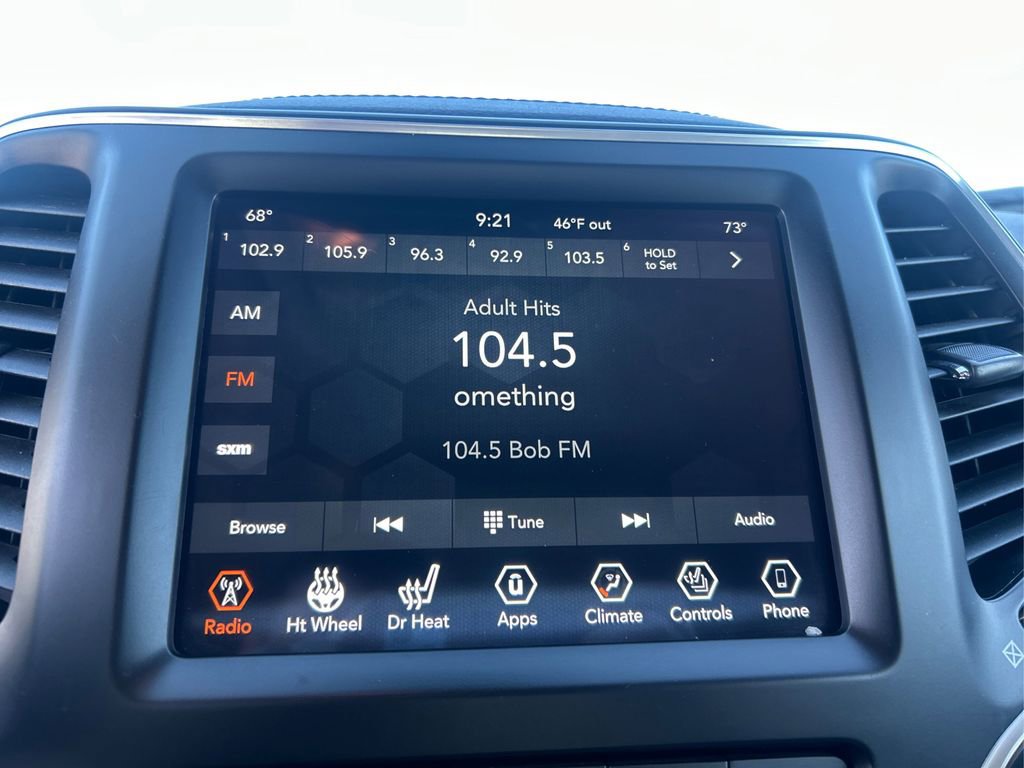 68° 9:21 46°F out 73°
1 102.9 2 105.9 3 96.3 4 92.9 5 103.5 6 HOLD to Set >
AM
Adult Hits
104.5
FM
omething
sxm
104.5 Bob FM
Browse Tune Audio
Radio Ht Wheel Dr Heat Apps Climate Controls Phone